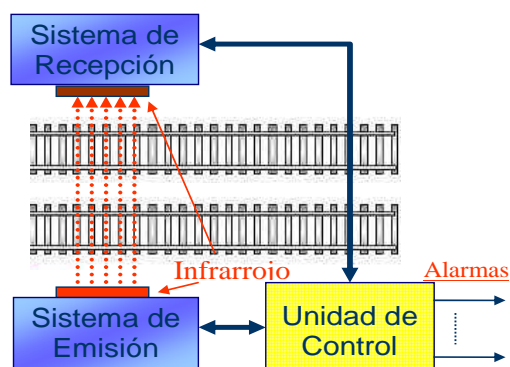 Sistema de
Recepción
Infrarrojo
Alarmas
Sistema de
Emisión
Unidad de
Control